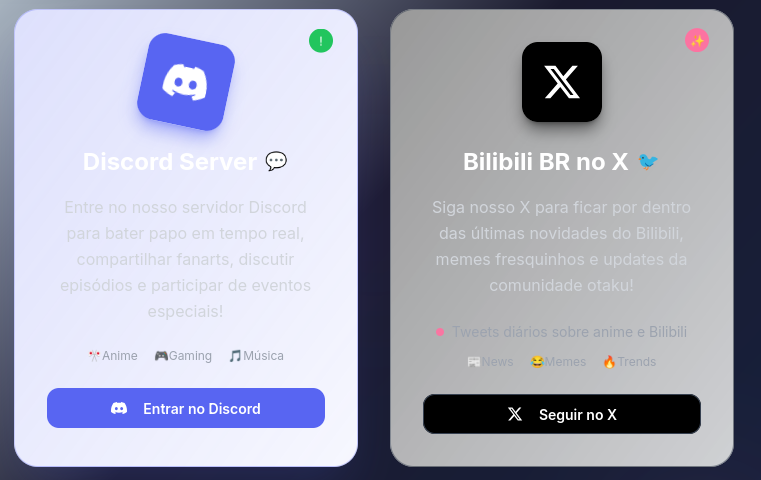 !
Discord Server 💬
Entre no nosso servidor Discord
para bater papo em tempo real,
compartilhar fanarts, discutir
episódios e participar de eventos
especiais!
🎌Anime 🎮Gaming 🎵Música
Entrar no Discord
Bilibili BR no X 🐦
Siga nosso X para ficar por dentro
das últimas novidades do Bilibili,
memes fresquinhos e updates da
comunidade otaku!
Tweets diários sobre anime e Bilibili
📰News 😂Memes 🔥Trends
Seguir no X